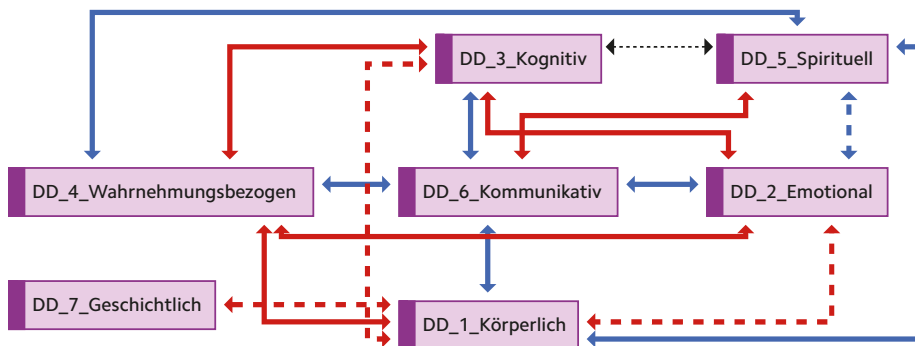 DD_3_Kognitiv
DD_5_Spirituell
DD_4_Wahrnehmungsbezogen
DD_6_Kommunikativ
DD_2_Emotional
DD_7_Geschichtlich
DD_1_Körperlich